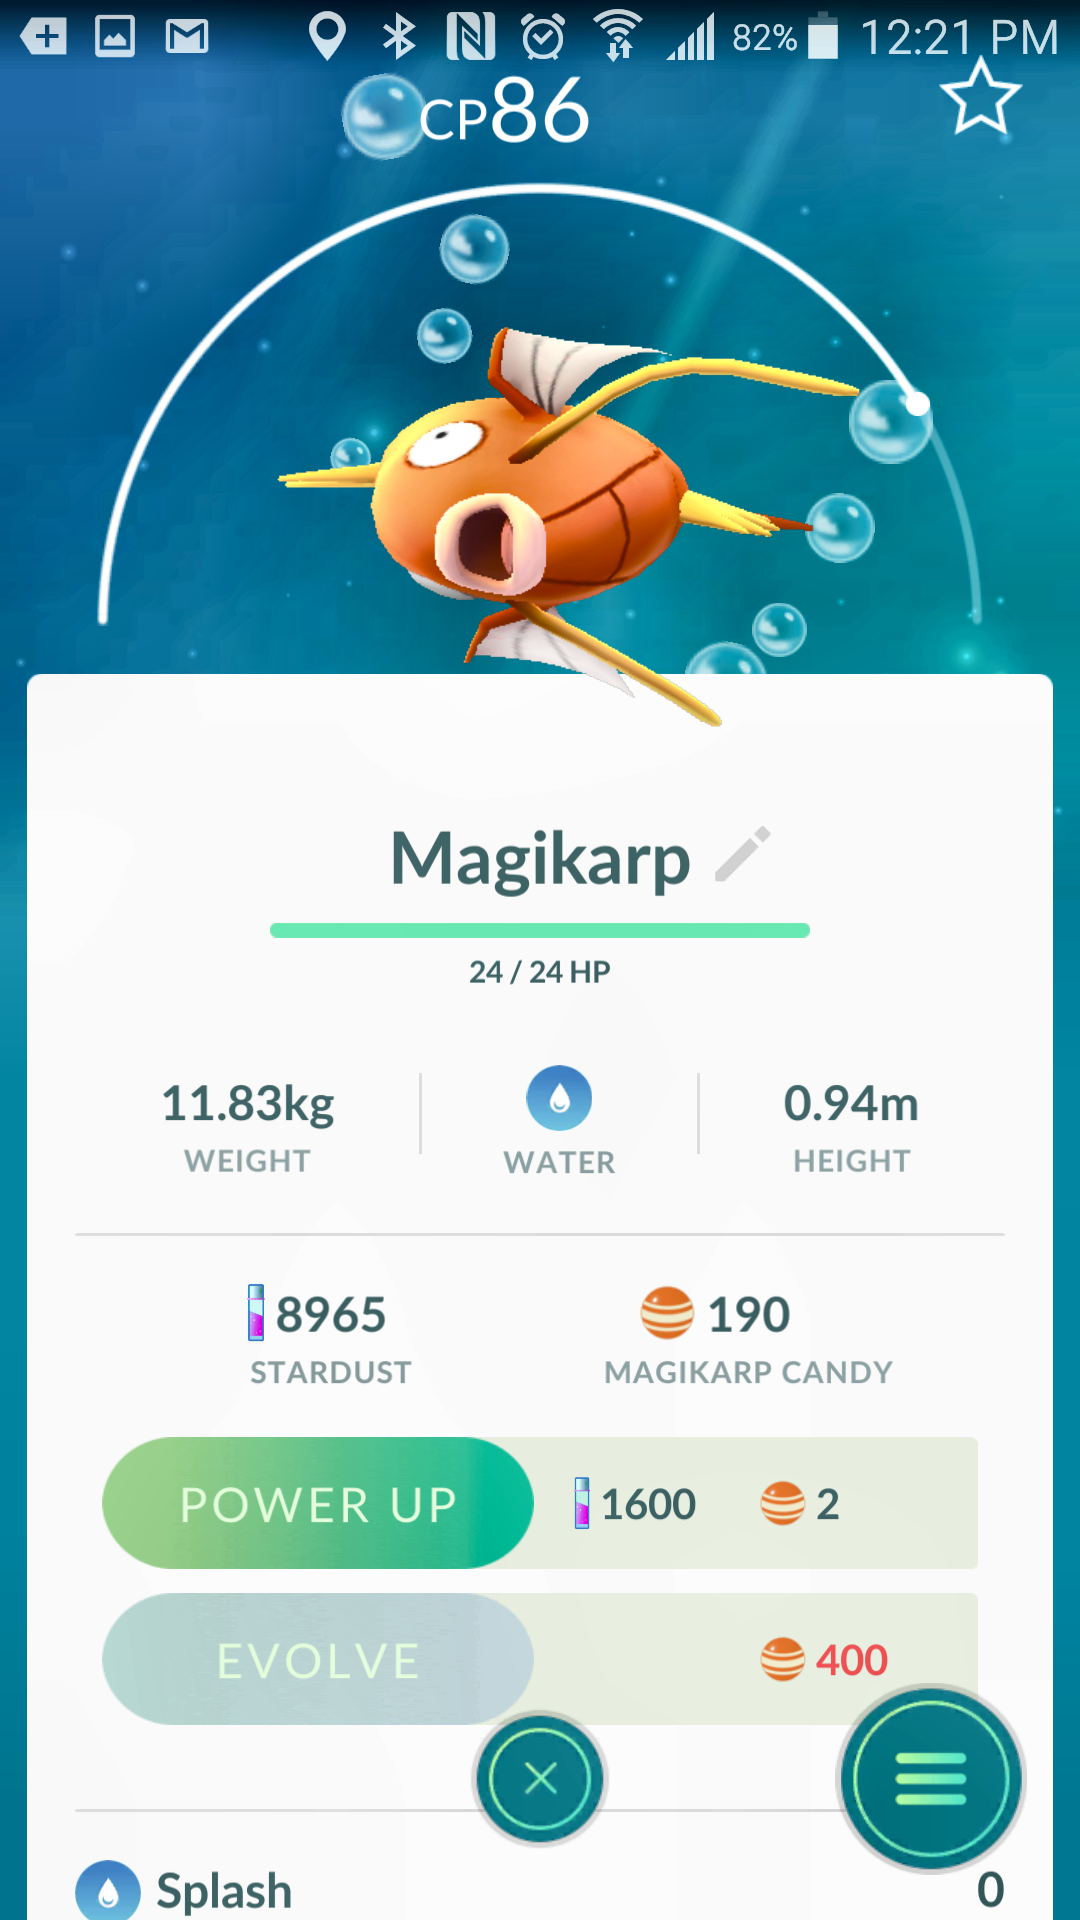 82% 12:21 PM
CP86
Magikarp
24 / 24 HP
11.83kg
WEIGHT
WATER
0.94m
HEIGHT
8965
STARDUST
190
MAGIKARP CANDY
POWER UP 1600 2
EVOLVE 400
Splash 0